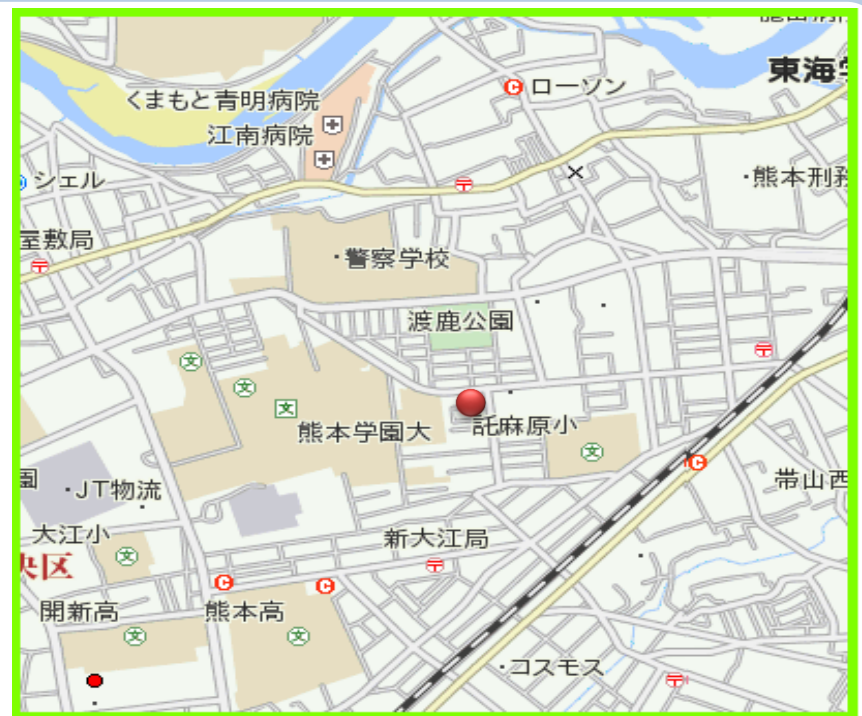 東海
ローソン
くまもと青明病院
江南病院
シェル
・熊本刑
屋敷局
・警察学校
渡鹿公園
熊本学園大
託麻原小
園
・JT物流
帯山西
大江小
新大江局
央区
開新高
熊本高
・コスモス